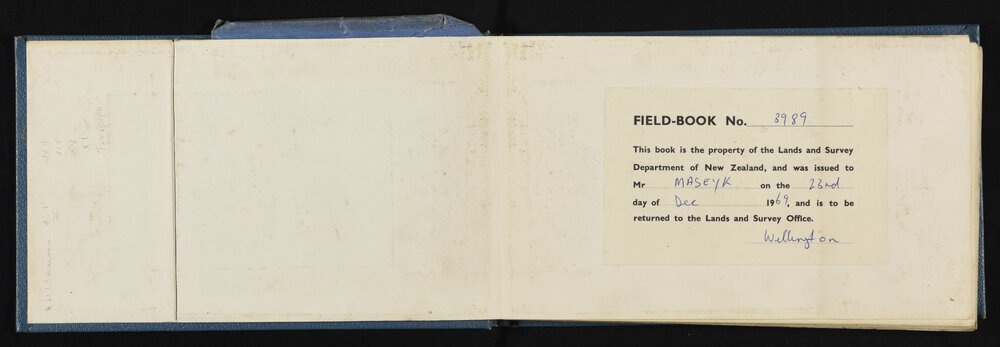 FIELD-BOOK No. 3989
This book is the property of the Lands and Survey
Department of New Zealand, and was issued to
Mr MASEYK on the 23rd
day of Dec 1969, and is to be
returned to the Lands and Survey Office.
Wellington